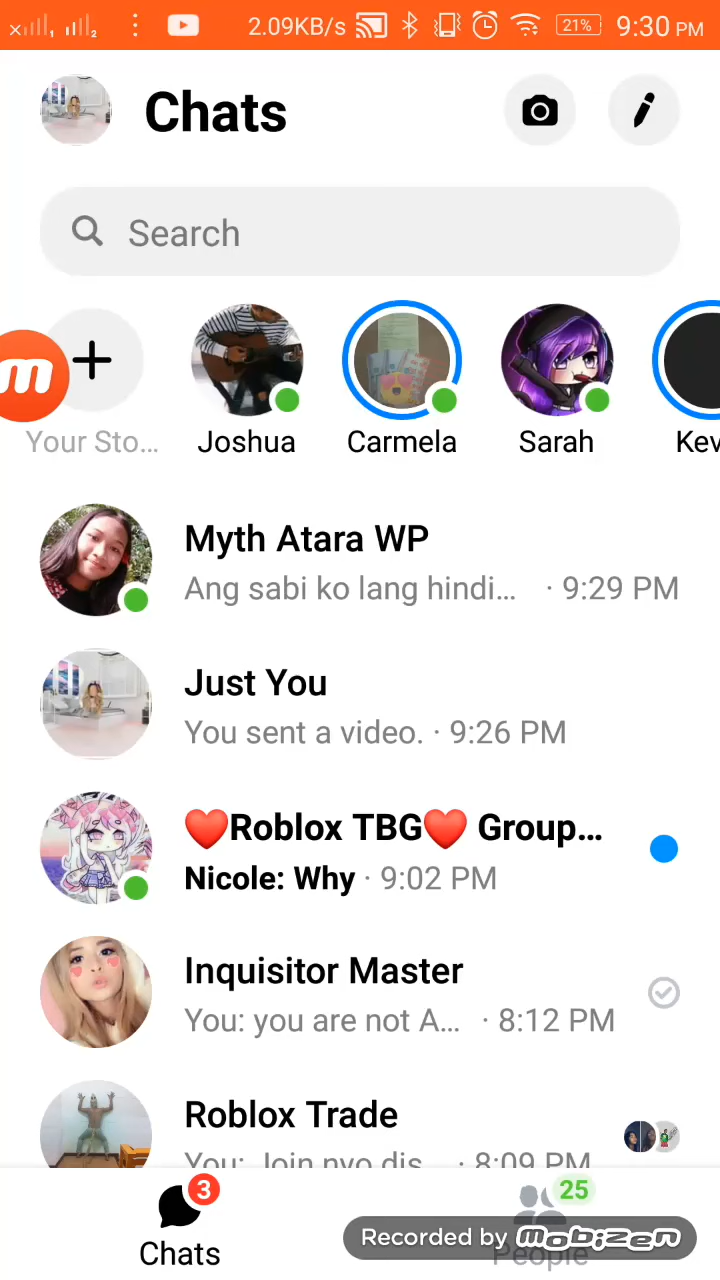 2.09KB/s 21% 9:30 PM
Chats
Search
m
Your Sto...
Joshua
Carmela
Sarah
Kev
Myth Atara WP
Ang sabi ko lang hindi... · 9:29 PM
Just You
You sent a video. · 9:26 PM
❤️Roblox TBG❤️ Group...
Nicole: Why · 9:02 PM
Inquisitor Master
You: you are not A... · 8:12 PM
Roblox Trade
You: Join nyo dis... · 8:09 PM
3
25
Chats
People
Recorded by mobizen